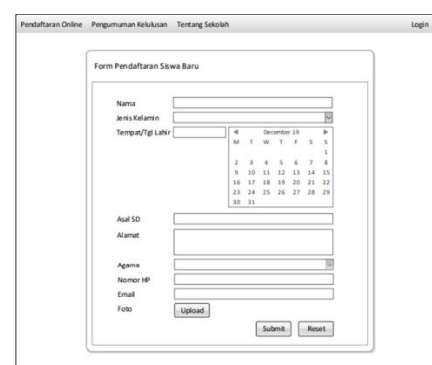 Pendaftaran Online Pengumuman Kelulusan Tentang Sekolah Login
Form Pendaftaran Siswa Baru
Nama
Jenis Kelamin
Tempat/Tgl Lahir
December 19
M T W T F S S
1
2 3 4 5 6 7 8
9 10 11 12 13 14 15
16 17 18 19 20 21 22
23 24 25 26 27 28 29
30 31
Asal SD
Alamat
Agama
Nomor HP
Email
Foto Upload
Submit Reset